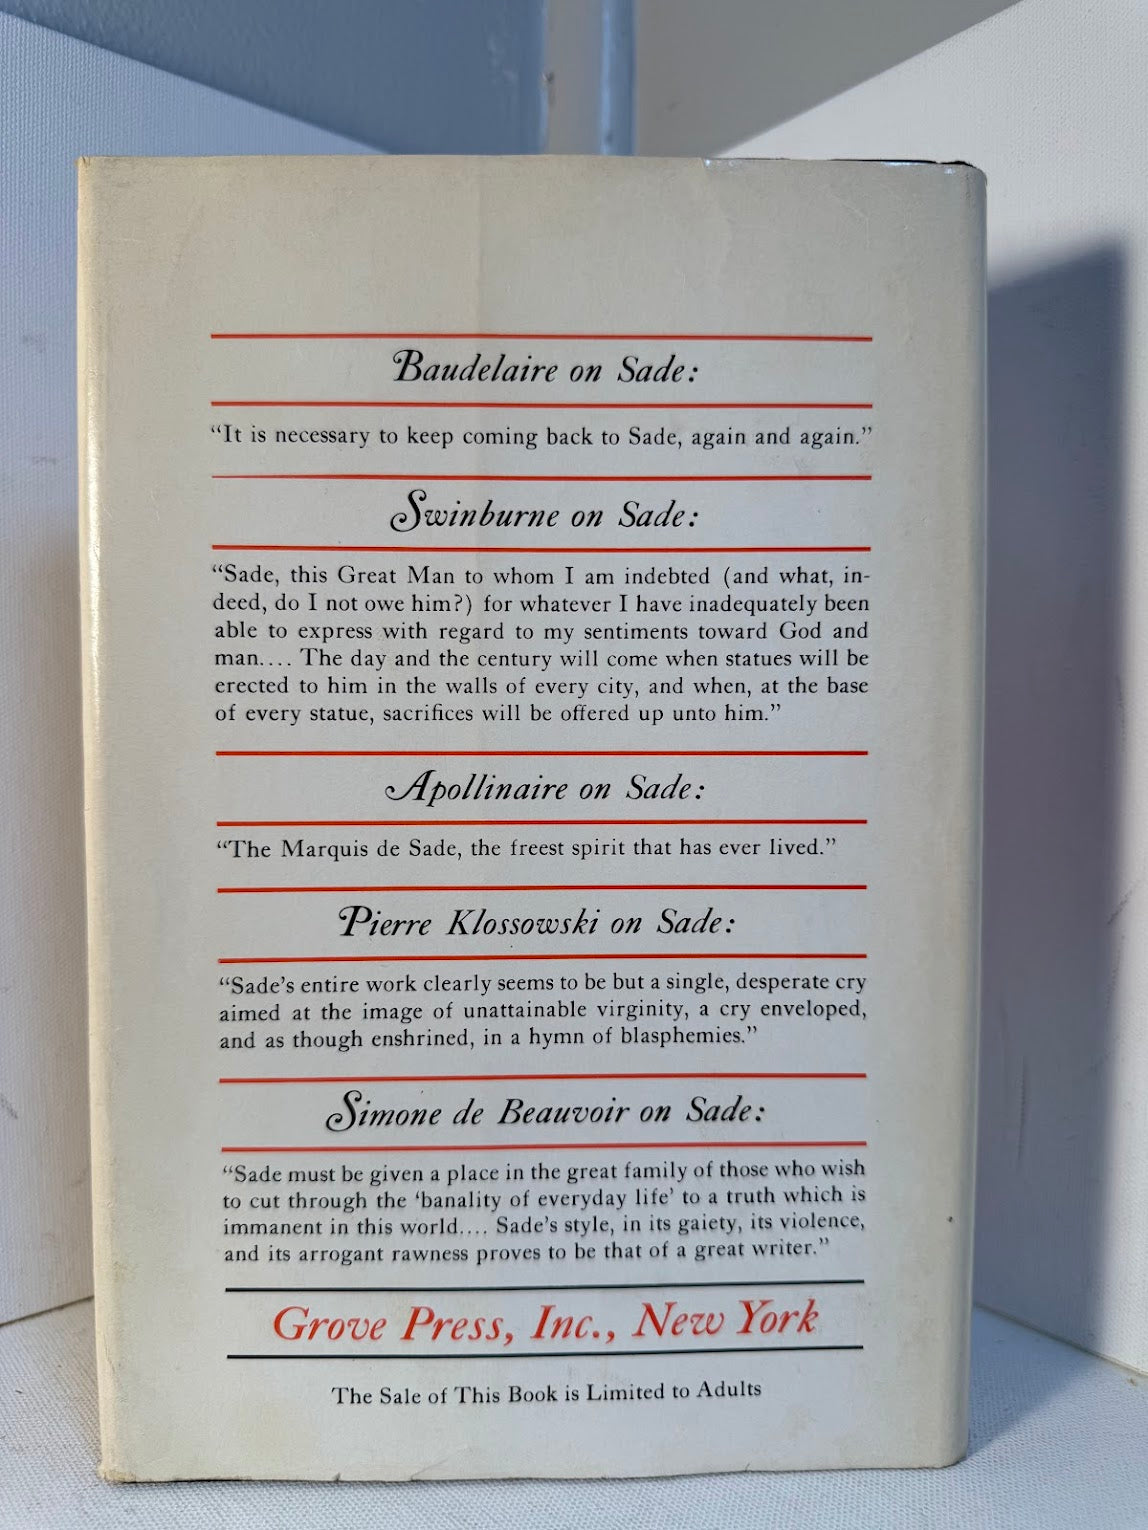 Baudelaire on Sade:
“It is necessary to keep coming back to Sade, again and again.”
Swinburne on Sade:
“Sade, this Great Man to whom I am indebted (and what, in-
deed, do I not owe him?) for whatever I have inadequately been
able to express with regard to my sentiments toward God and
man.... The day and the century will come when statues will be
erected to him in the walls of every city, and when, at the base
of every statue, sacrifices will be offered up unto him.”
Apollinaire on Sade:
“The Marquis de Sade, the freest spirit that has ever lived.”
Pierre Klossowski on Sade:
“Sade’s entire work clearly seems to be but a single, desperate cry
aimed at the image of unattainable virginity, a cry enveloped,
and as though enshrined, in a hymn of blasphemies.”
Simone de Beauvoir on Sade:
“Sade must be given a place in the great family of those who wish
to cut through the ‘banality of everyday life’ to a truth which is
immanent in this world.... Sade’s style, in its gaiety, its violence,
and its arrogant rawness proves to be that of a great writer.”
Grove Press, Inc., New York
The Sale of This Book is Limited to Adults